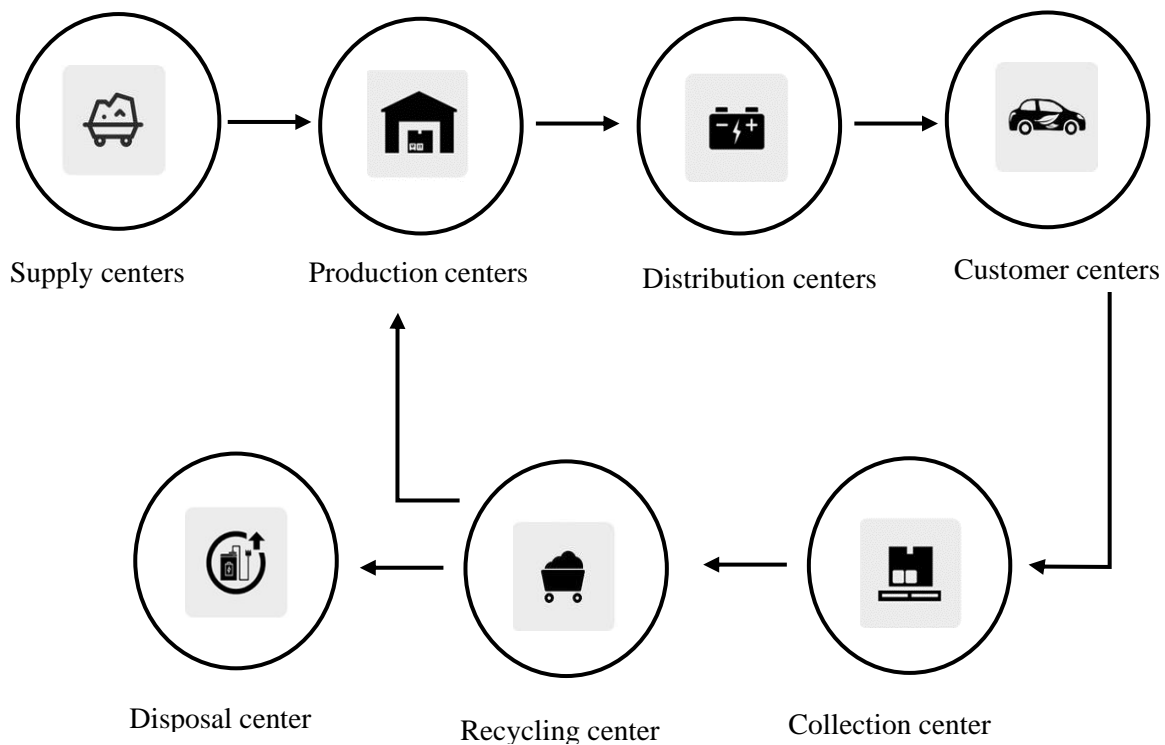 Supply centers
Production centers
Distribution centers
Customer centers
Disposal center
Recycling center
Collection center